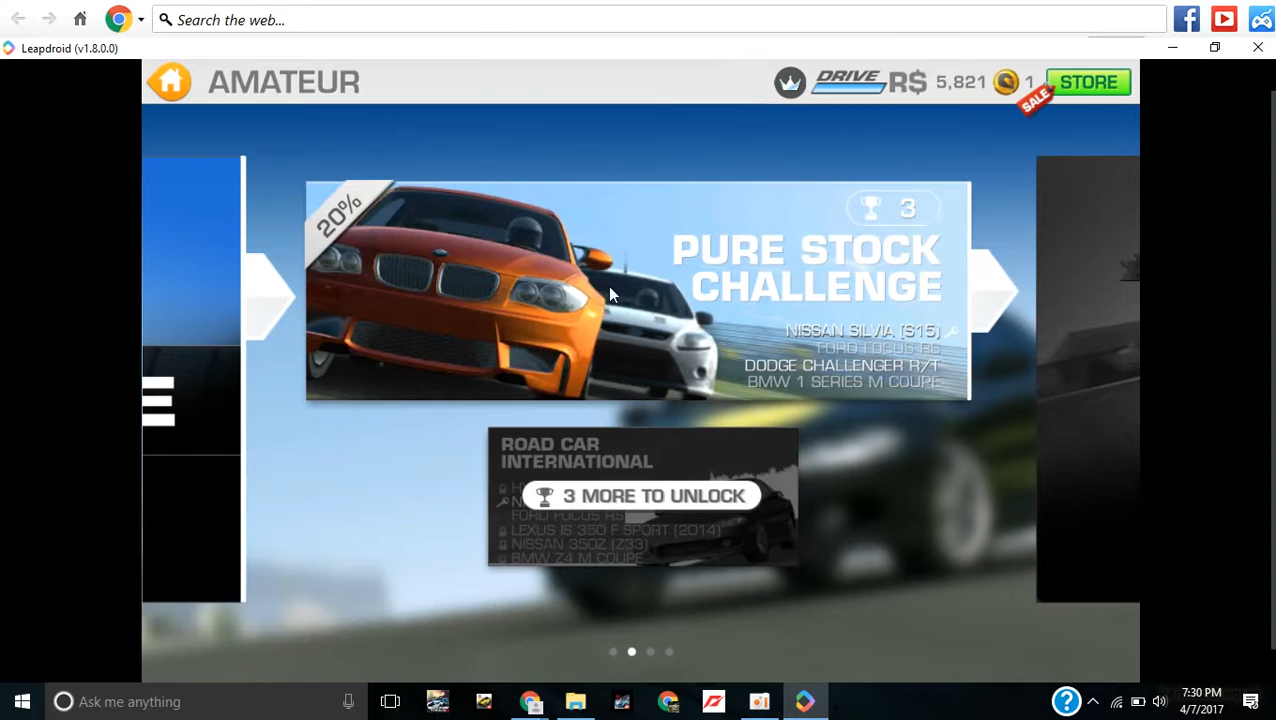 Search the web...
Leapdroid (v1.8.0.0)
AMATEUR
DRIVE R$ 5,821 1 STORE
SALE
20%
3
PURE STOCK
CHALLENGE
NISSAN SILVIA (S15)
FORD FOCUS RS
DODGE CHALLENGER R/T
BMW 1 SERIES M COUPE
ROAD CAR
INTERNATIONAL
3 MORE TO UNLOCK
FORD FOCUS RS
LEXUS IS 350 F SPORT (2014)
NISSAN 350Z (Z33)
BMW Z4 M COUPE
Ask me anything
7:30 PM
4/7/2017